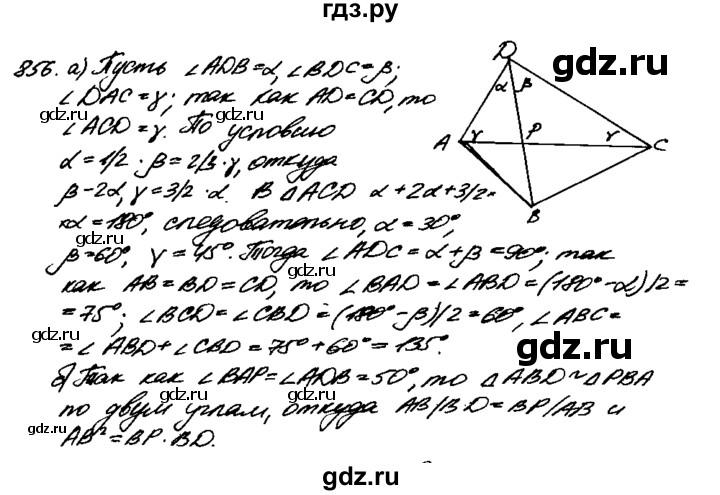 гдз.ру
gdz.ru
856. а) Пусть ∠ADB=α, ∠BDC=β;
∠DAC=γ; так как AD=CD, то
∠ACD=γ. По условию
α=1/2·β=2/3·γ, откуда
β-2α, γ=3/2·α. В △ACD α+2α+3/2×
×α=180°, следовательно, α=30°,
β=60°, γ=45°. Тогда ∠ADC=α+β=90°; так
как AB=BD=CD, то ∠BAD=∠ABD=(180°-α)/2=
=75°; ∠BCD=∠CBD=(180°-β)/2=60°, ∠ABC=
=∠ABD+∠CBD=75°+60°=135°.
б) Так как ∠BAP=∠ADB=50°, то △ABD~△PBA
по двум углам, откуда AB/BD=BP/AB и
AB²=BP·BD.
D
α β
A γ P γ C
B
gdz.ru
gdz.ru
gdz.ru
gdz.ru
gdz.ru
gdz.ru
gdz.ru